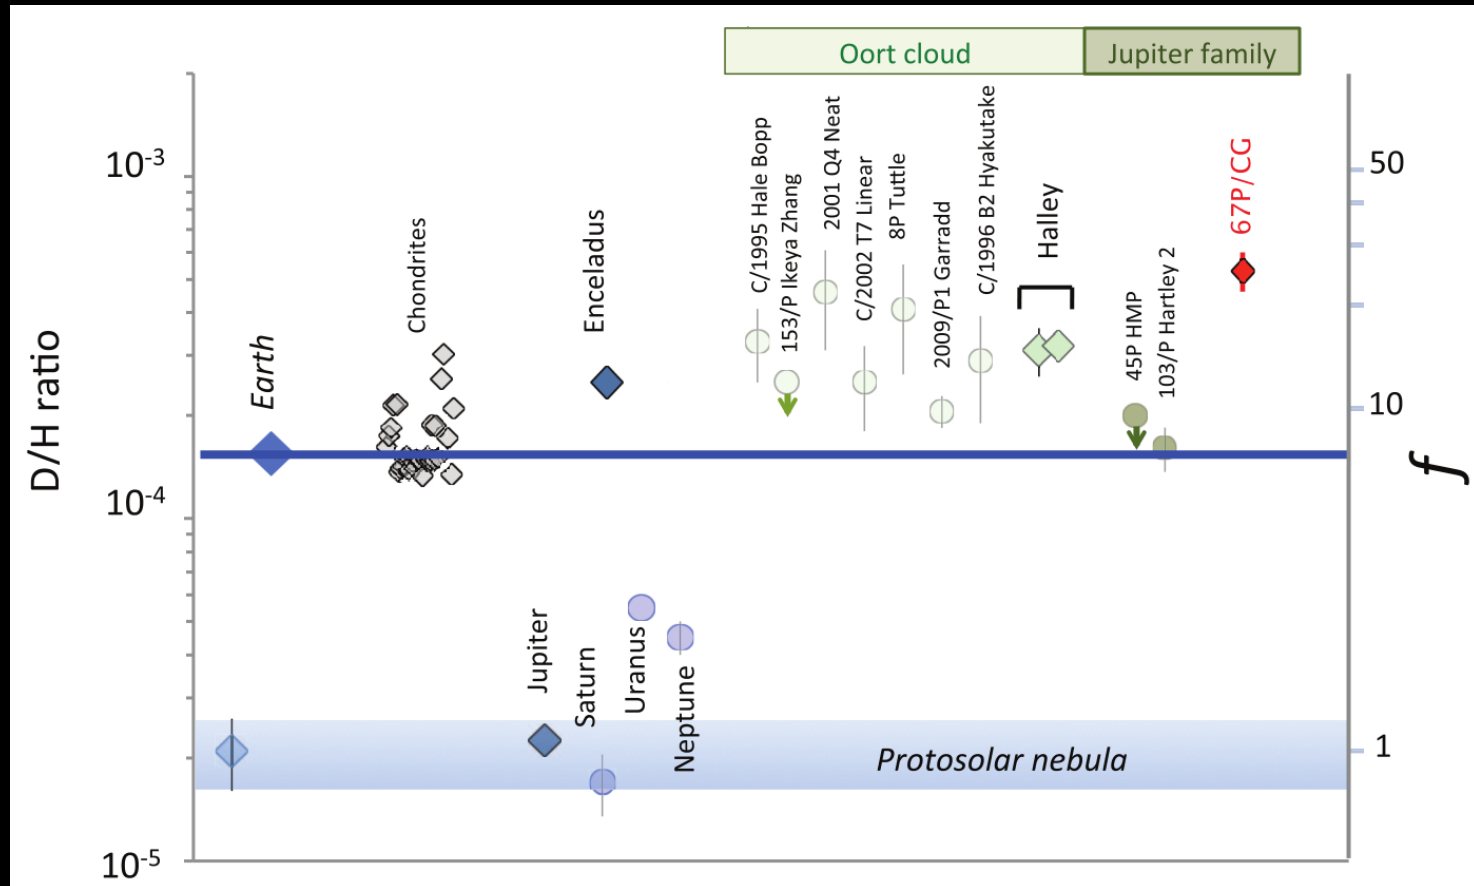 Oort cloud
Jupiter family
D/H ratio
10-3
10-4
10-5
Earth
Chondrites
Enceladus
Jupiter
Saturn
Uranus
Neptune
C/1995 Hale Bopp
153/P Ikeya Zhang
2001 Q4 Neat
C/2002 T7 Linear
8P Tuttle
2009/P1 Garradd
C/1996 B2 Hyakutake
Halley
45P HMP
103/P Hartley 2
67P/CG
Protosolar nebula
50
10
1
f